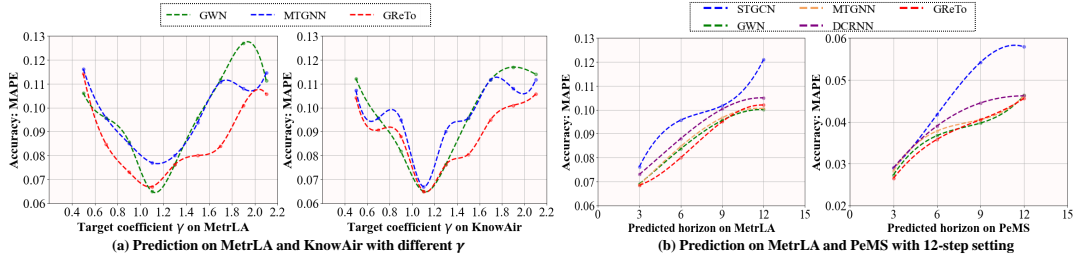 GWN MTGNN GReTo
STGCN MTGNN GReTo
GWN DCRNN
0.13
0.12
0.11
0.10
0.09
0.08
0.07
0.06
Accuracy: MAPE
0.4 0.6 0.8 1.0 1.2 1.4 1.6 1.8 2.0 2.2
Target coefficient γ on MetrLA
0.13
0.12
0.11
0.10
0.09
0.08
0.07
0.06
Accuracy: MAPE
0.4 0.6 0.8 1.0 1.2 1.4 1.6 1.8 2.0 2.2
Target coefficient γ on KnowAir
(a) Prediction on MetrLA and KnowAir with different γ
0.13
0.12
0.11
0.10
0.09
0.08
0.07
0.06
Accuracy: MAPE
0 3 6 9 12 15
Predicted horizon on MetrLA
0.06
0.05
0.04
0.03
0.02
Accuracy: MAPE
0 3 6 9 12 15
Predicted horizon on PeMS
(b) Prediction on MetrLA and PeMS with 12-step setting